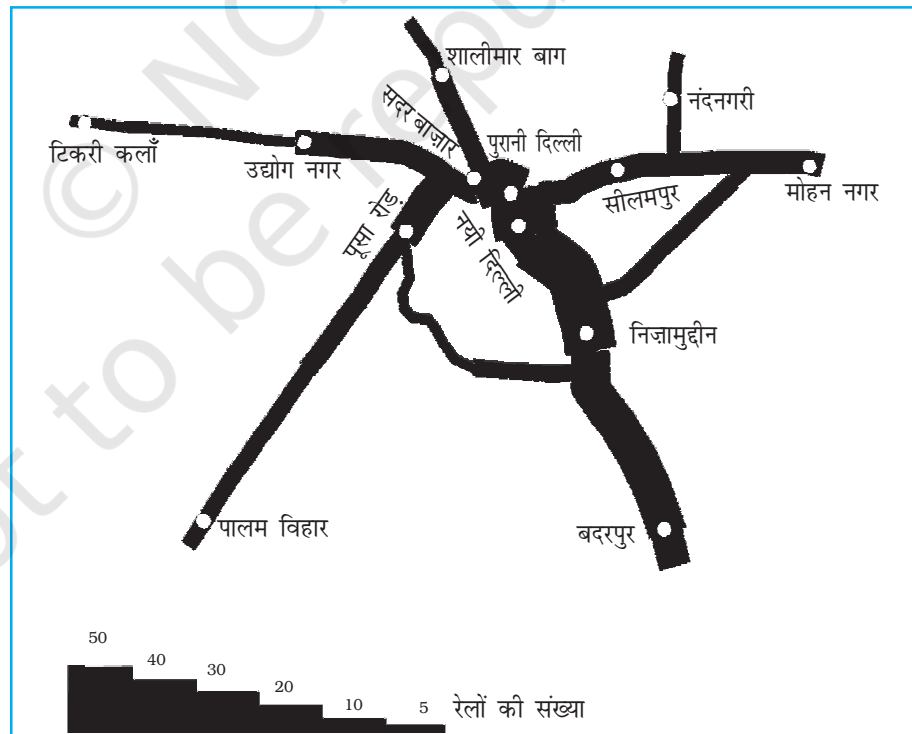 शालीमार बाग
नंदनगरी
सदर बाज़ार
टिकरी कलाँ
उद्योग नगर
पुरानी दिल्ली
सीलमपुर
मोहन नगर
पूसा रोड़
नयी दिल्ली
निज़ामुद्दीन
पालम विहार
बदरपुर
50
40
30
20
10
5
रेलों की संख्या